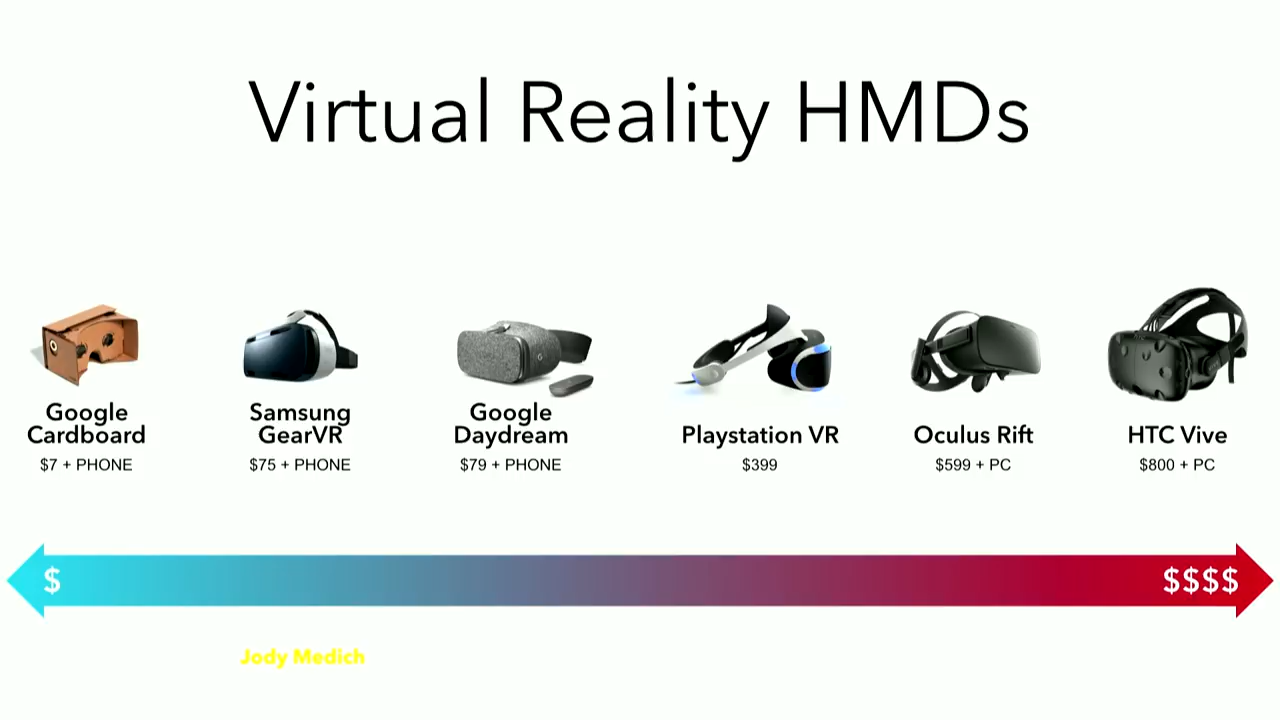 Virtual Reality HMDs
Google
Cardboard
$7 + PHONE
Samsung
GearVR
$75 + PHONE
Google
Daydream
$79 + PHONE
Playstation VR
$399
Oculus Rift
$599 + PC
HTC Vive
$800 + PC
$
$$$$
Jody Medich